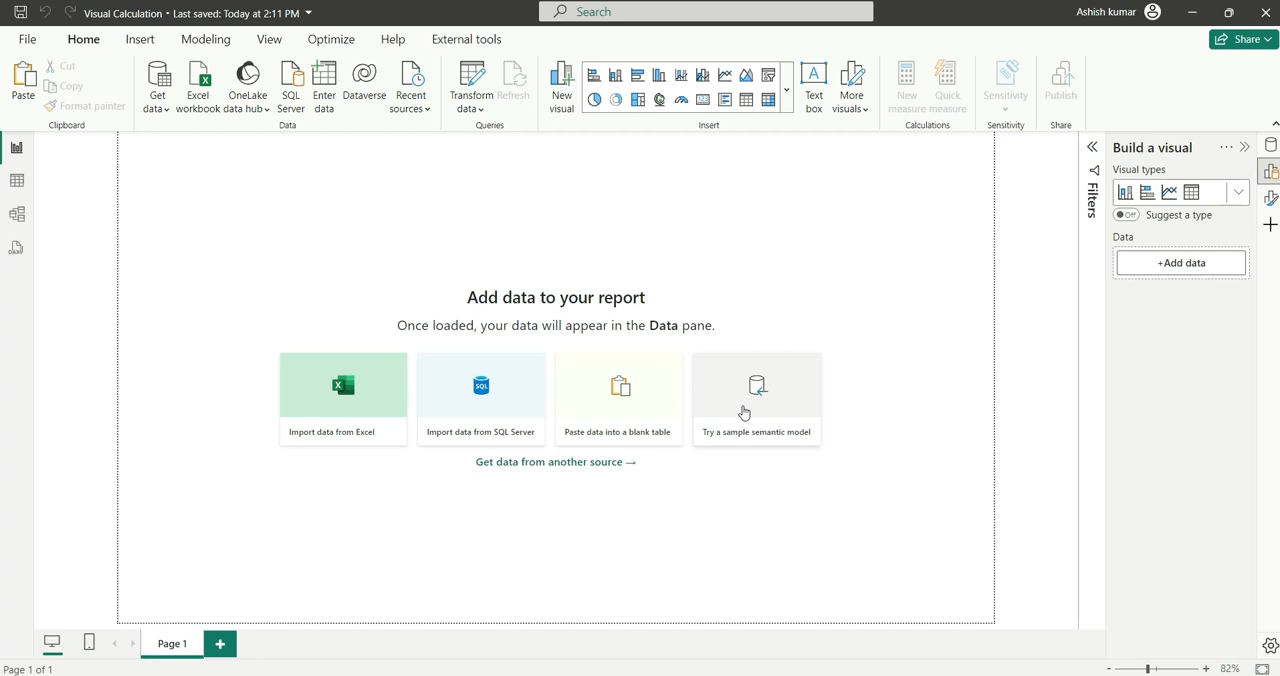 Visual Calculation • Last saved: Today at 2:11 PM
Search
Ashish kumar
File Home Insert Modeling View Optimize Help External tools
Share
Paste
Cut
Copy
Format painter
Clipboard
Get data
Excel workbook
OneLake data hub
SQL Server
Enter data
Dataverse
Recent sources
Data
Transform data
Refresh
Queries
New visual
Text box
More visuals
Insert
New measure
Quick measure
Calculations
Sensitivity
Sensitivity
Publish
Share
Filters
Build a visual
Visual types
Off Suggest a type
Data
+Add data
Add data to your report
Once loaded, your data will appear in the Data pane.
SQL
Import data from Excel
Import data from SQL Server
Paste data into a blank table
Try a sample semantic model
Get data from another source →
DAX
Page 1
Page 1 of 1
- + 82%